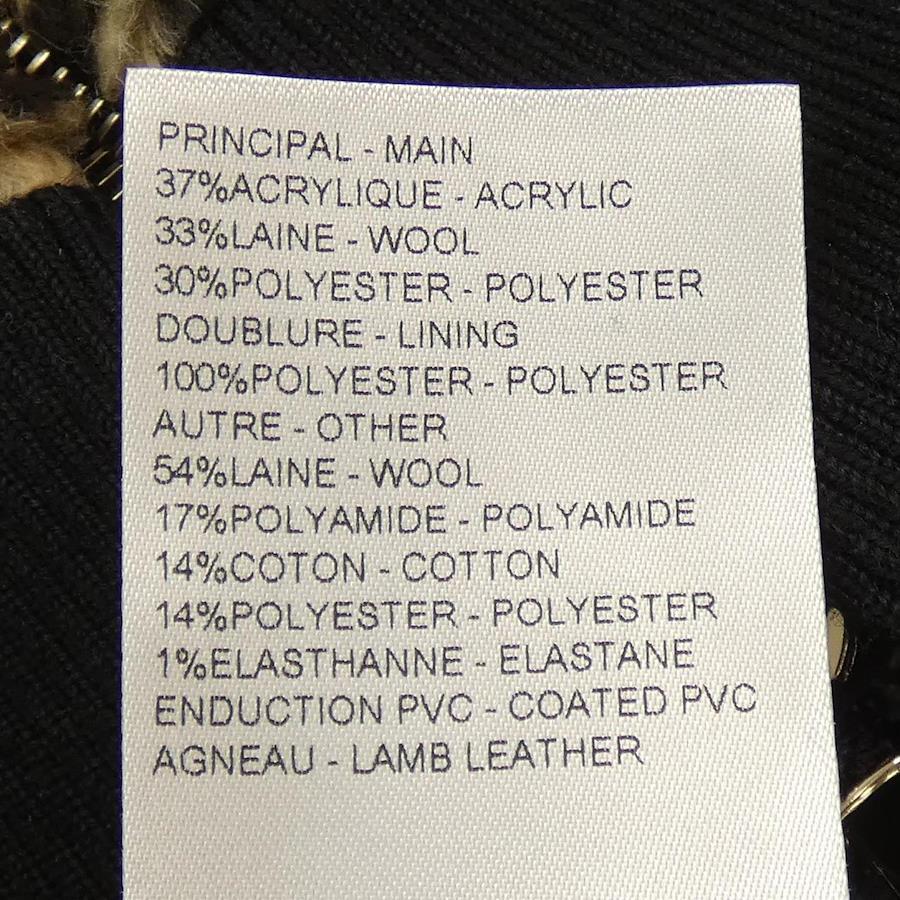 PRINCIPAL - MAIN
37%ACRYLIQUE - ACRYLIC
33%LAINE - WOOL
30%POLYESTER - POLYESTER
DOUBLURE - LINING
100%POLYESTER - POLYESTER
AUTRE - OTHER
54%LAINE - WOOL
17%POLYAMIDE - POLYAMIDE
14%COTON - COTTON
14%POLYESTER - POLYESTER
1%ELASTHANNE - ELASTANE
ENDUCTION PVC - COATED PVC
AGNEAU - LAMB LEATHER